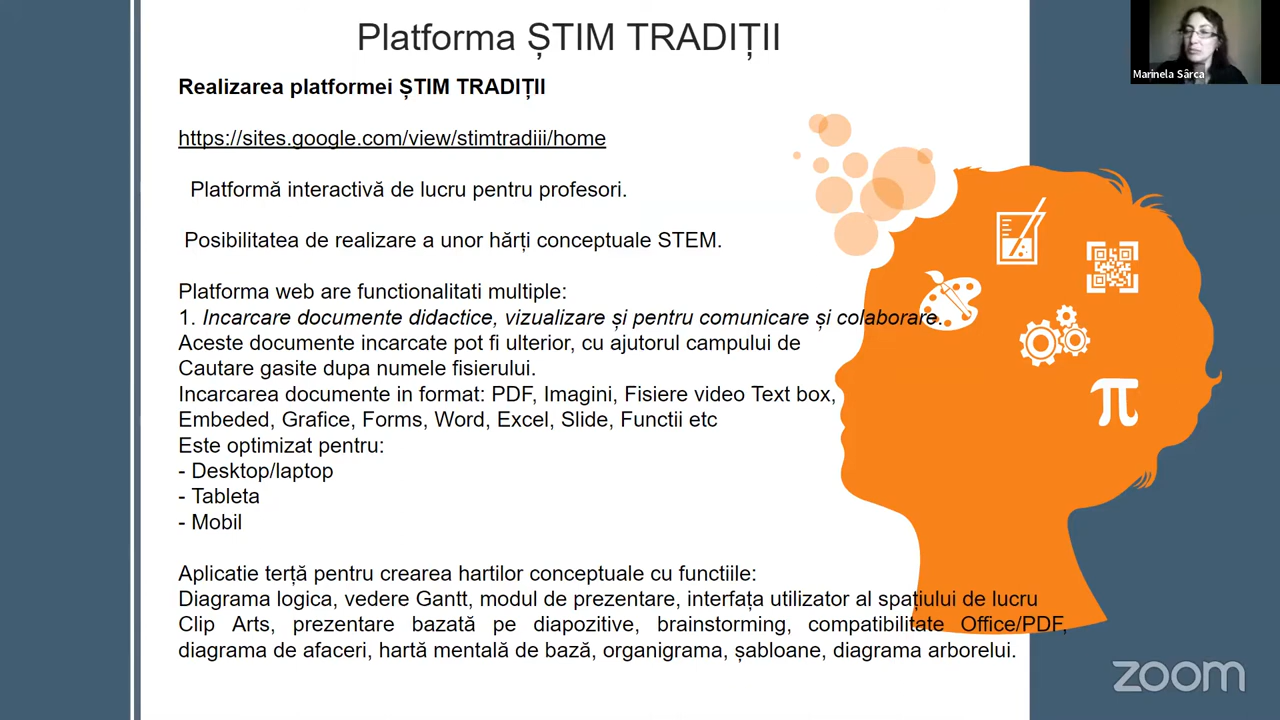 Platforma ȘTIM TRADIȚII
Realizarea platformei ȘTIM TRADIȚII
https://sites.google.com/view/stimtradiii/home
Platformă interactivă de lucru pentru profesori.
Posibilitatea de realizare a unor hărți conceptuale STEM.
Platforma web are functionalitati multiple:
1. Incarcare documente didactice, vizualizare și pentru comunicare și colaborare.
Aceste documente incarcate pot fi ulterior, cu ajutorul campului de
Cautare gasite dupa numele fisierului.
Incarcarea documente in format: PDF, Imagini, Fisiere video Text box,
Embeded, Grafice, Forms, Word, Excel, Slide, Functii etc
Este optimizat pentru:
- Desktop/laptop
- Tableta
- Mobil
Aplicatie terță pentru crearea hartilor conceptuale cu functiile:
Diagrama logica, vedere Gantt, modul de prezentare, interfața utilizator al spațiului de lucru
Clip Arts, prezentare bazată pe diapozitive, brainstorming, compatibilitate Office/PDF,
diagrama de afaceri, hartă mentală de bază, organigrama, șabloane, diagrama arborelui.
π
Marinela Sârca
zoom